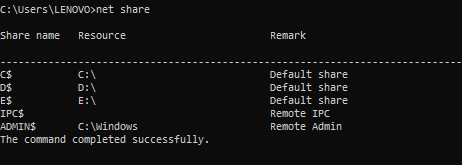 C:\Users\LENOVO>net share

Share name   Resource                        Remark

-------------------------------------------------------------------------------
C$           C:\                             Default share
D$           D:\                             Default share
E$           E:\                             Default share
IPC$                                         Remote IPC
ADMIN$       C:\Windows                      Remote Admin
The command completed successfully.